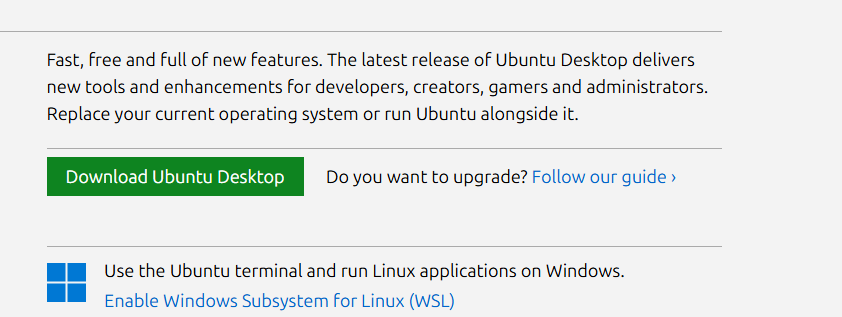 Fast, free and full of new features. The latest release of Ubuntu Desktop delivers
new tools and enhancements for developers, creators, gamers and administrators.
Replace your current operating system or run Ubuntu alongside it.
Download Ubuntu Desktop Do you want to upgrade? Follow our guide ›
Use the Ubuntu terminal and run Linux applications on Windows.
Enable Windows Subsystem for Linux (WSL)